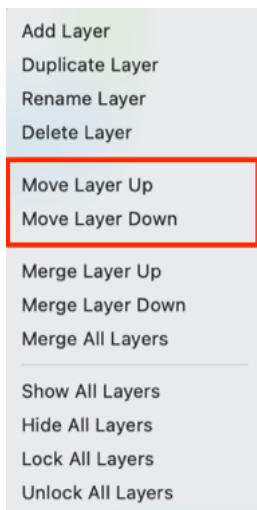 Add Layer
Duplicate Layer
Rename Layer
Delete Layer
Move Layer Up
Move Layer Down
Merge Layer Up
Merge Layer Down
Merge All Layers
Show All Layers
Hide All Layers
Lock All Layers
Unlock All Layers